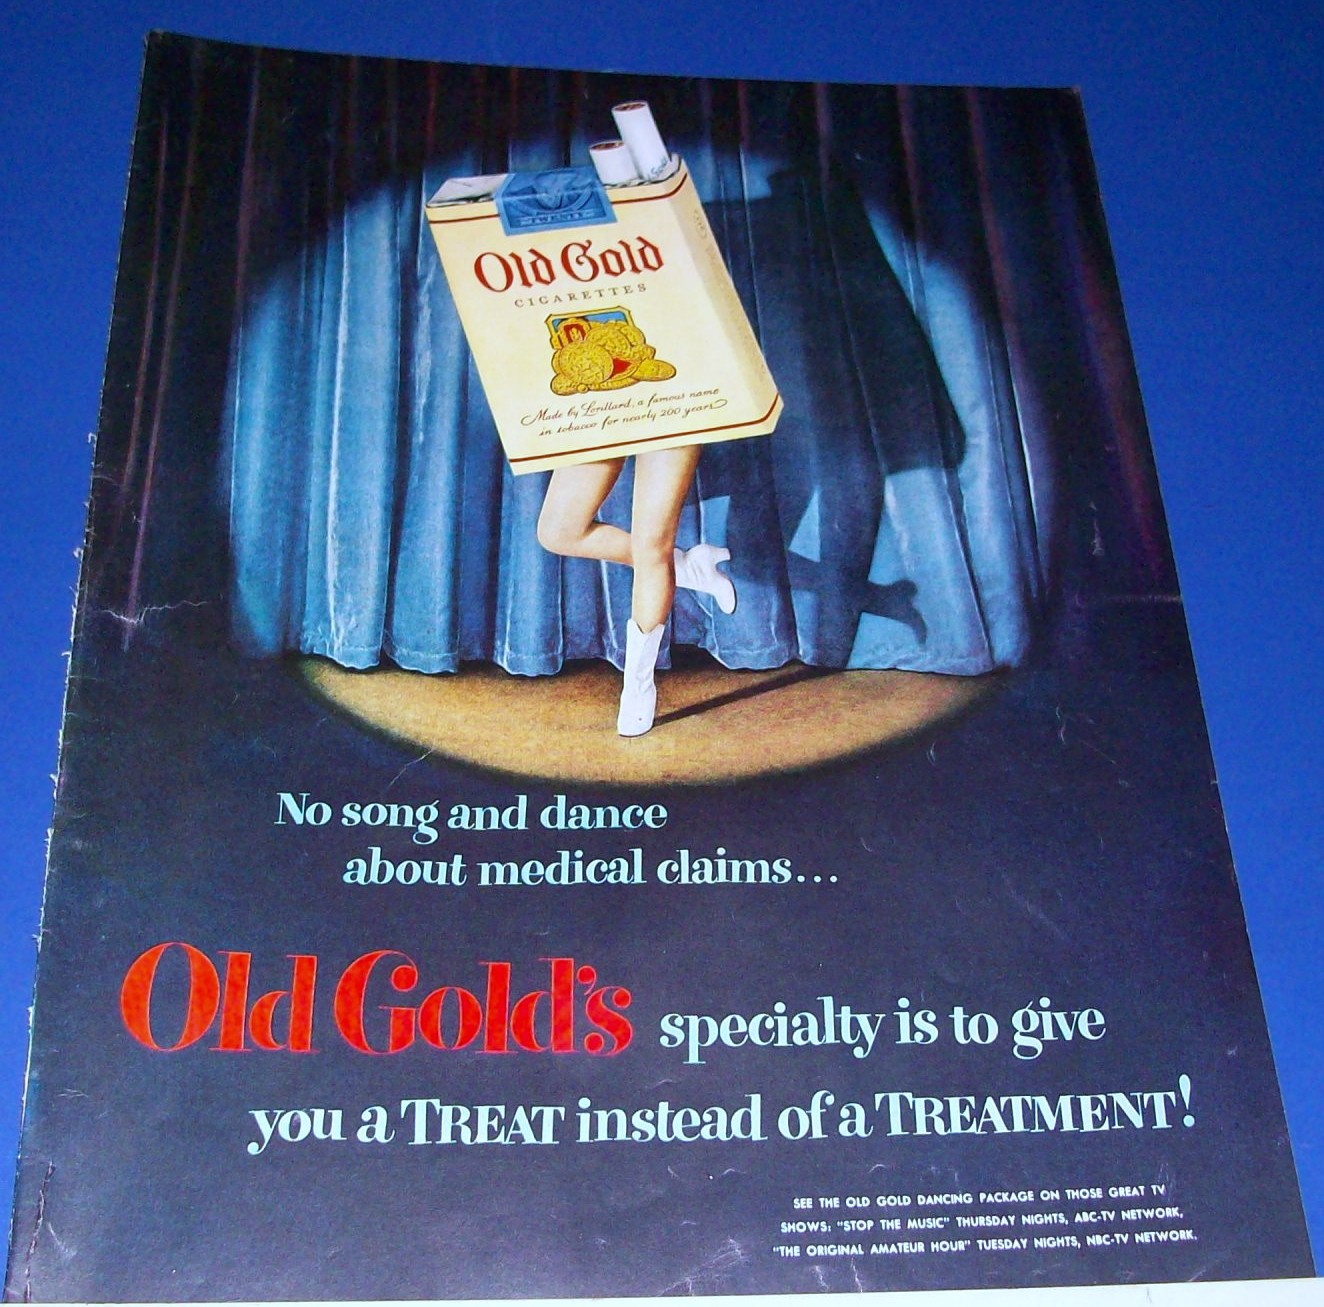 Old Gold
CIGARETTES
Made by Lorillard, a famous name
in tobacco for nearly 200 years
No song and dance
about medical claims...
Old Gold's specialty is to give
you a TREAT instead of a TREATMENT!
SEE THE OLD GOLD DANCING PACKAGE ON THOSE GREAT TV
SHOWS: "STOP THE MUSIC" THURSDAY NIGHTS, ABC-TV NETWORK,
"THE ORIGINAL AMATEUR HOUR" TUESDAY NIGHTS, NBC-TV NETWORK.